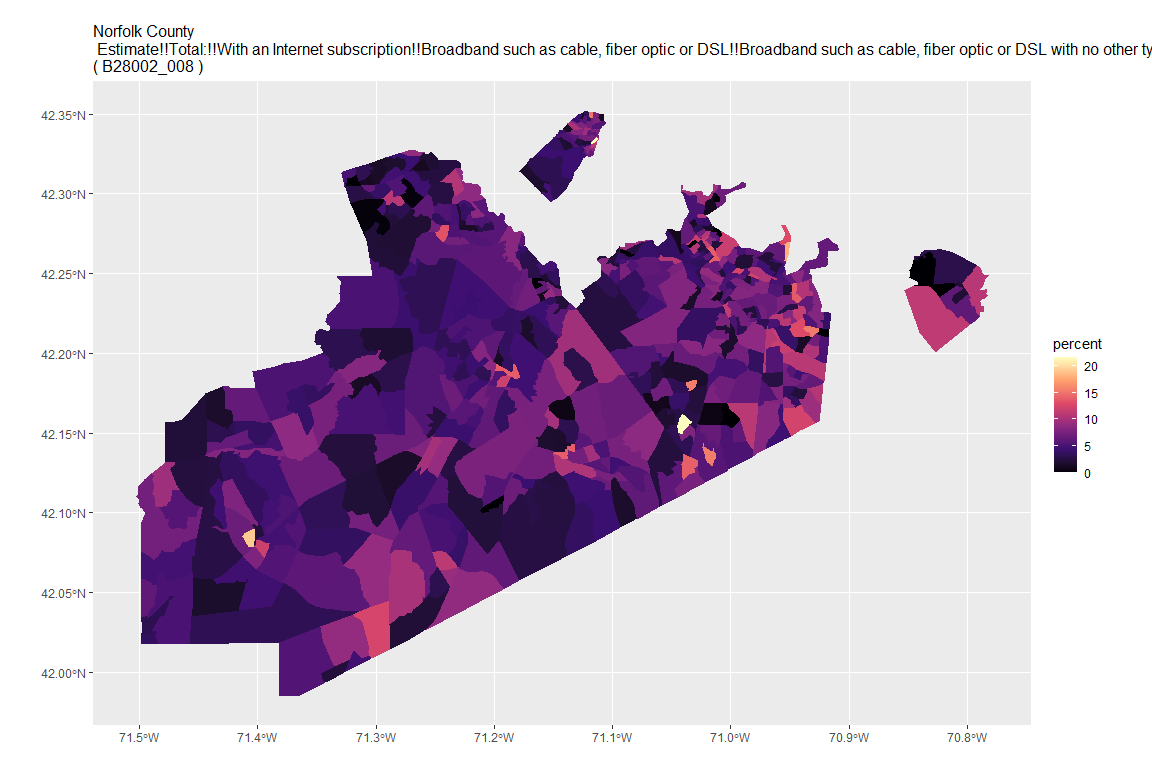 Norfolk County
Estimate!!Total:!!With an Internet subscription!!Broadband such as cable, fiber optic or DSL!!Broadband such as cable, fiber optic or DSL with no other ty
( B28002_008 )
42.35°N
42.30°N
42.25°N
42.20°N
42.15°N
42.10°N
42.05°N
42.00°N
71.5°W 71.4°W 71.3°W 71.2°W 71.1°W 71.0°W 70.9°W 70.8°W
percent
20
15
10
5
0